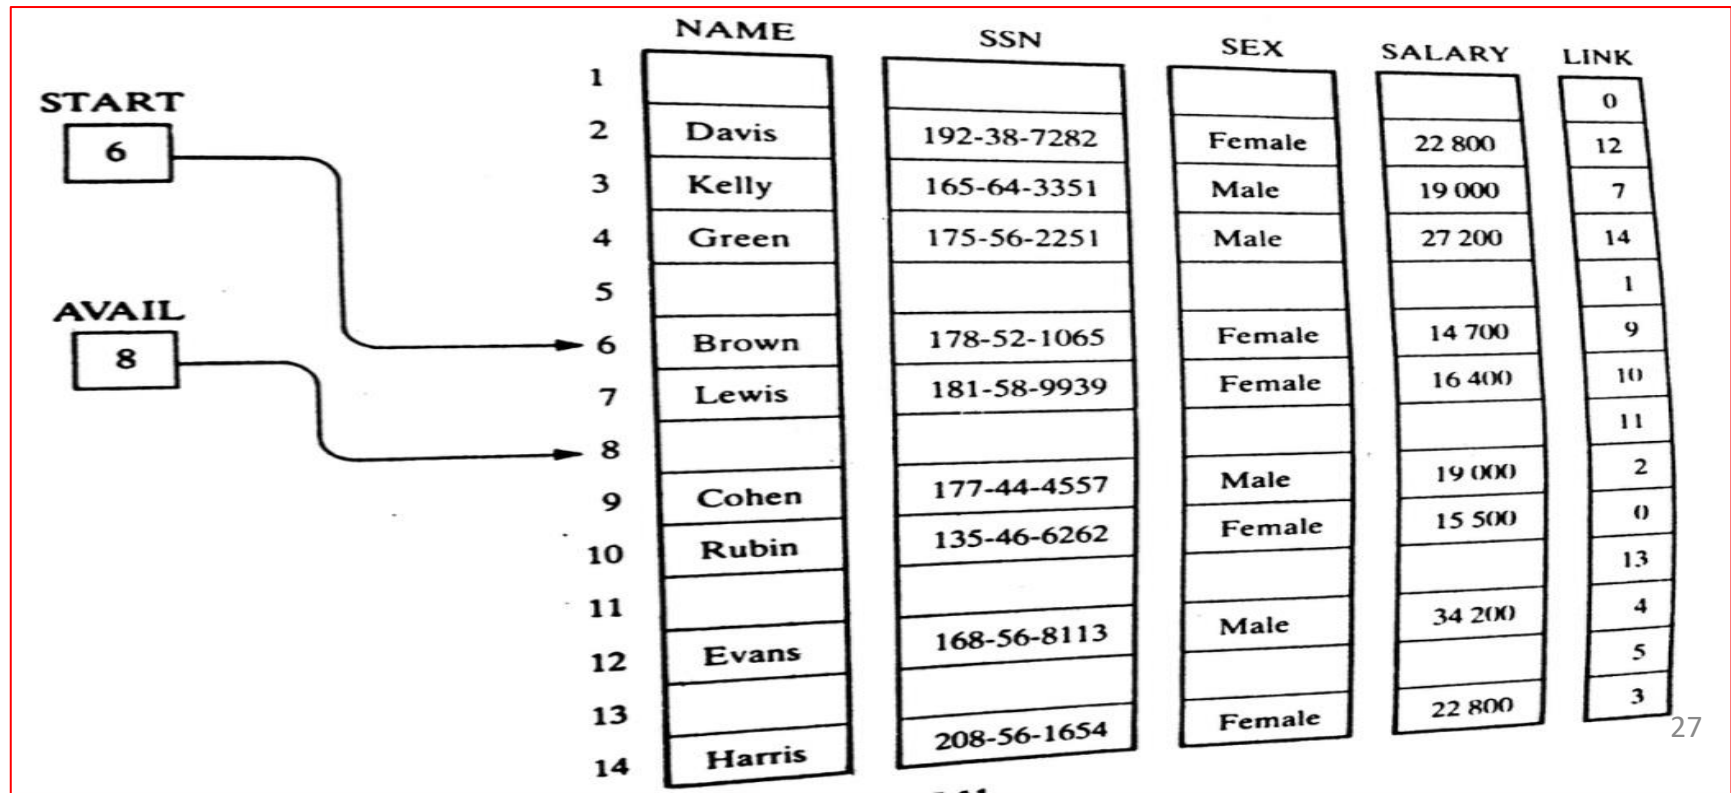 NAME SSN SEX SALARY LINK
START
6
AVAIL
8
1 0
2 Davis 192-38-7282 Female 22 800 12
3 Kelly 165-64-3351 Male 19 000 7
4 Green 175-56-2251 Male 27 200 14
5 1
6 Brown 178-52-1065 Female 14 700 9
7 Lewis 181-58-9939 Female 16 400 10
8 11
9 Cohen 177-44-4557 Male 19 000 2
10 Rubin 135-46-6262 Female 15 500 0
11 13
12 Evans 168-56-8113 Male 34 200 4
13 5
14 Harris 208-56-1654 Female 22 800 3
27